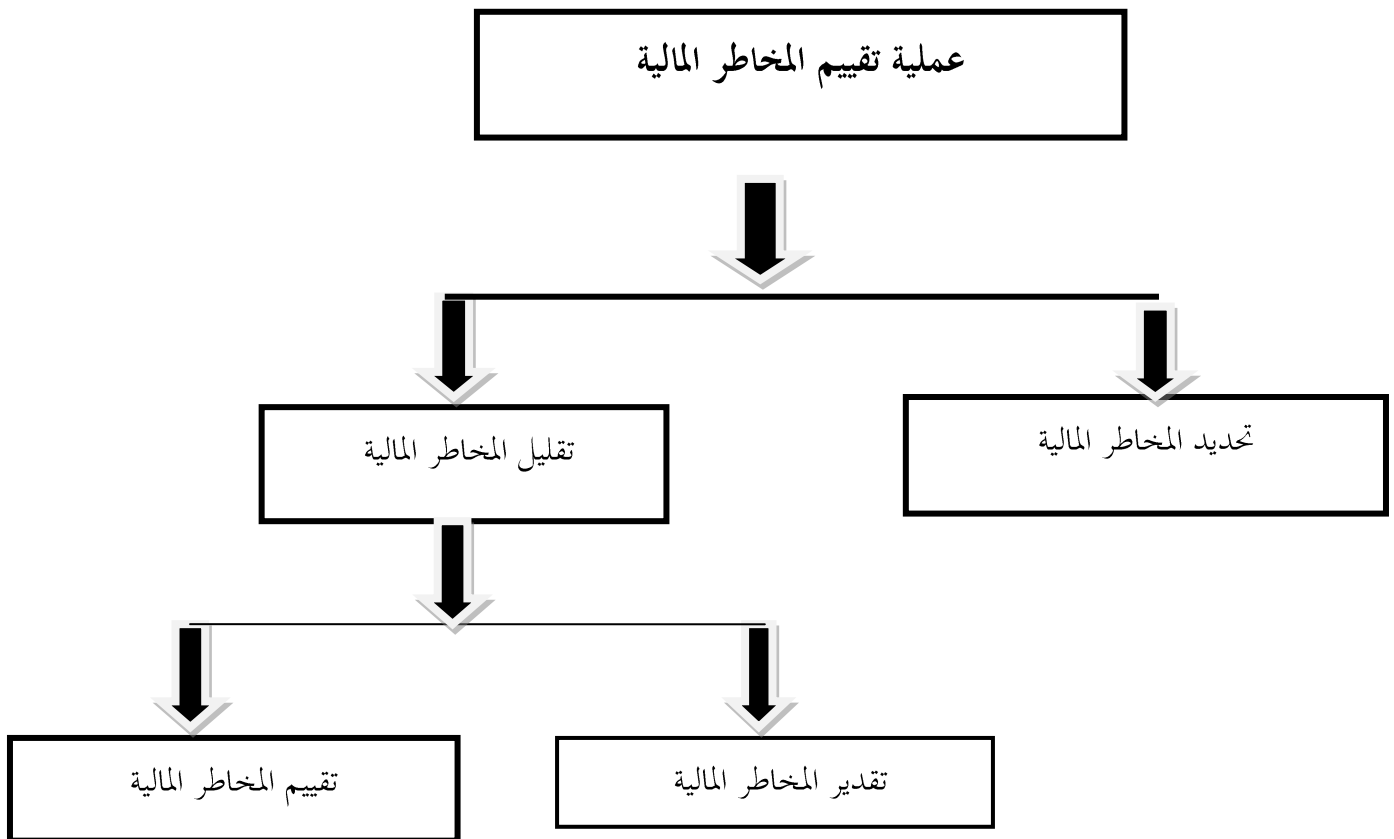 عملية تقييم المخاطر المالية
تحديد المخاطر المالية
تقليل المخاطر المالية
تقدير المخاطر المالية
تقييم المخاطر المالية